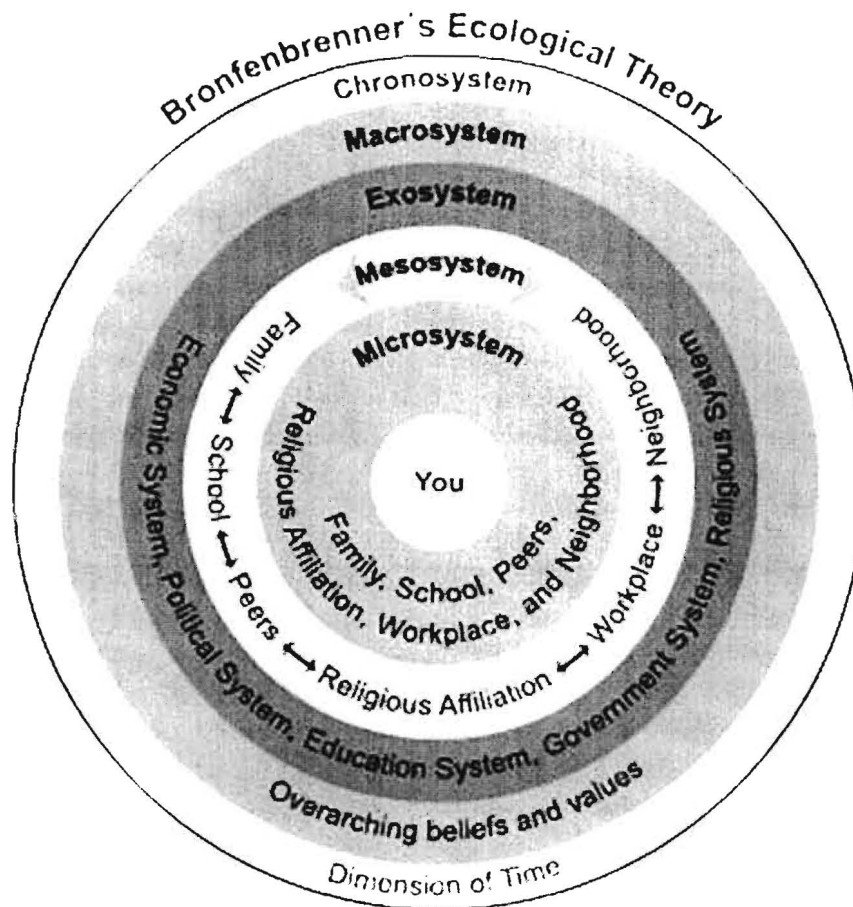 Bronfenbrenner's Ecological Theory
Chronosystem
Macrosystem
Exosystem
Mesosystem
Microsystem
You
Family, School, Peers,
Religious Affiliation, Workplace, and Neighborhood
Family ↔ School ↔ Peers ↔ Religious Affiliation ↔ Workplace ↔ Neighborhood
Economic System, Political System, Education System, Government System, Religious System
Overarching beliefs and values
Dimension of Time